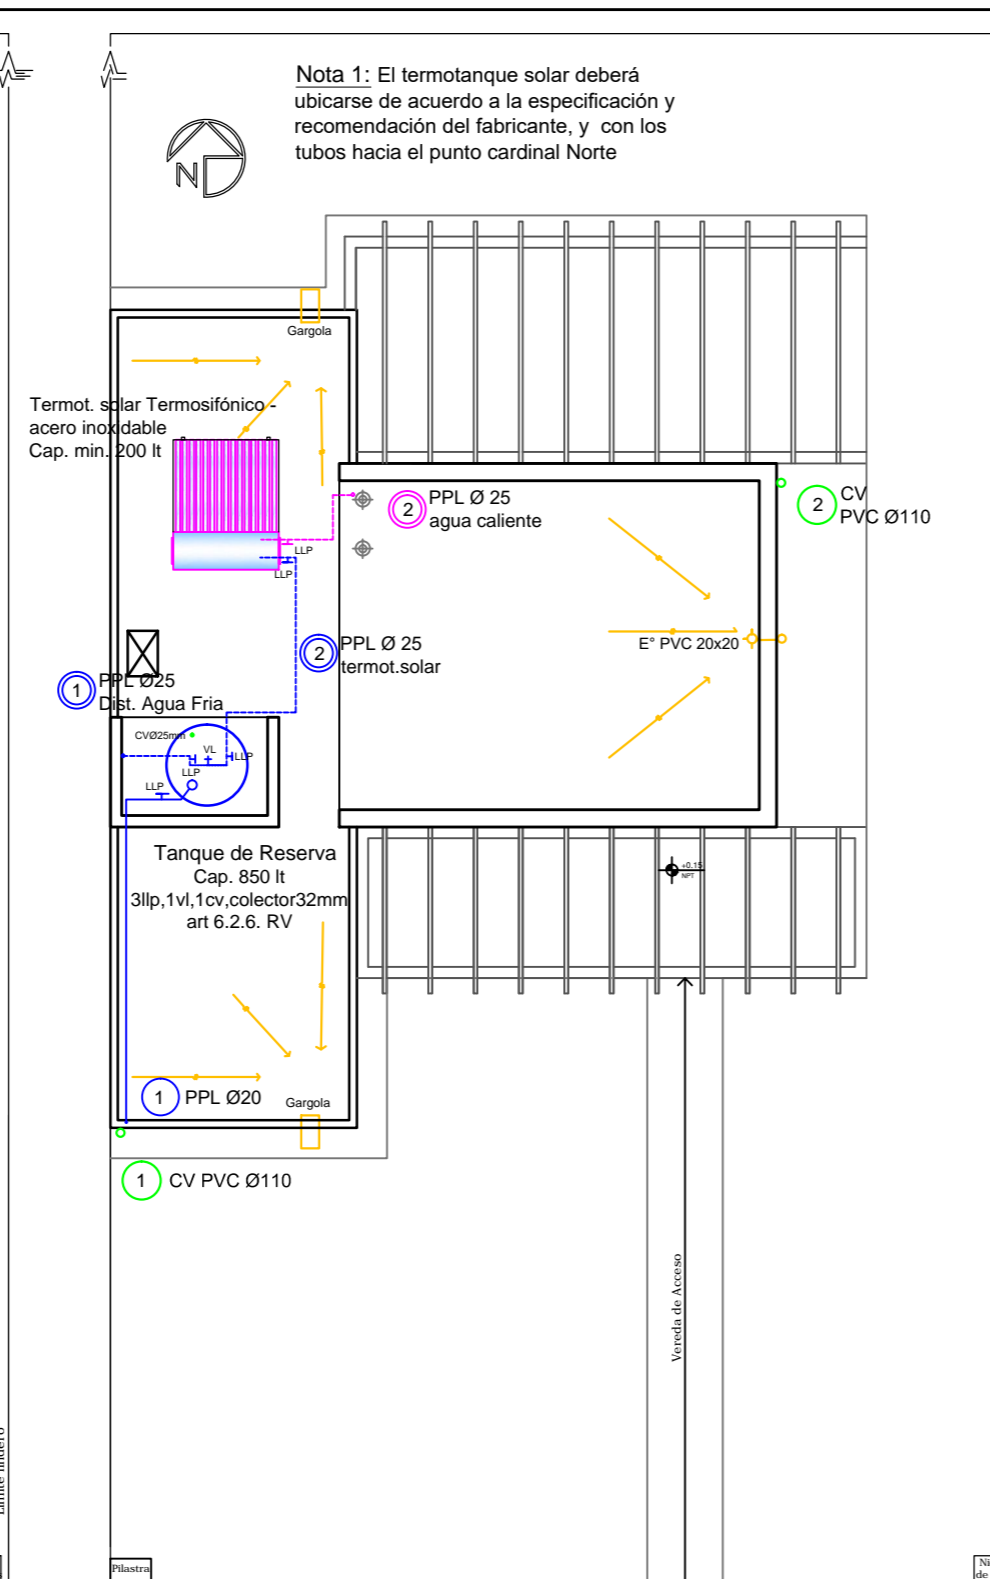 Nota 1: El termotanque solar deberá
ubicarse de acuerdo a la especificación y
recomendación del fabricante, y con los
tubos hacia el punto cardinal Norte
N
Gargola
Termot. solar Termosifónico -
acero inoxidable
Cap. min. 200 lt
2
PPL Ø 25
agua caliente
2
CV
PVC Ø110
LLP
LLP
2
PPL Ø 25
termot.solar
E° PVC 20x20
1
PPL Ø25
Dist. Agua Fria
CVØ25mm
VL
LLP
LLP
LLP
Tanque de Reserva
Cap. 850 lt
3llp,1vl,1cv,colector32mm
art 6.2.6. RV
+0.15
NPT
1
PPL Ø20
Gargola
1
CV PVC Ø110
Vereda de Acceso
Limite lindero
Pilastra
de